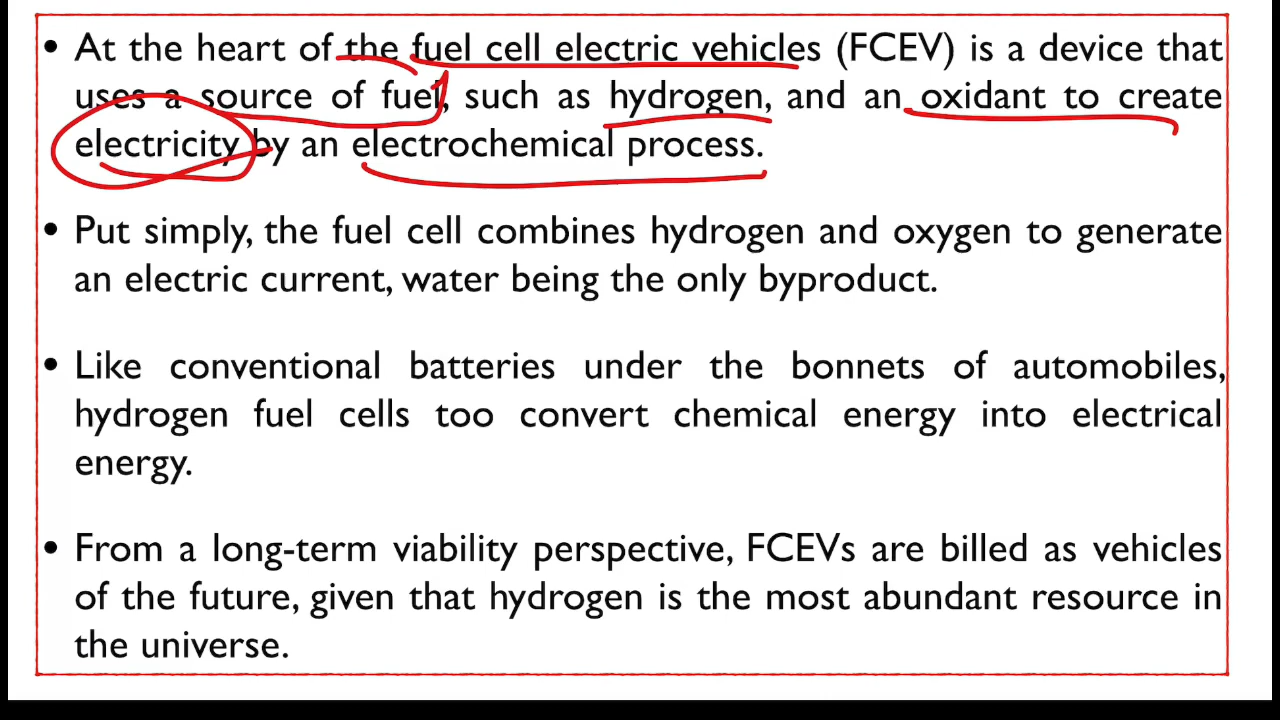 • At the heart of the fuel cell electric vehicles (FCEV) is a device that
uses a source of fuel, such as hydrogen, and an oxidant to create
electricity by an electrochemical process.
• Put simply, the fuel cell combines hydrogen and oxygen to generate
an electric current, water being the only byproduct.
• Like conventional batteries under the bonnets of automobiles,
hydrogen fuel cells too convert chemical energy into electrical
energy.
• From a long-term viability perspective, FCEVs are billed as vehicles
of the future, given that hydrogen is the most abundant resource in
the universe.